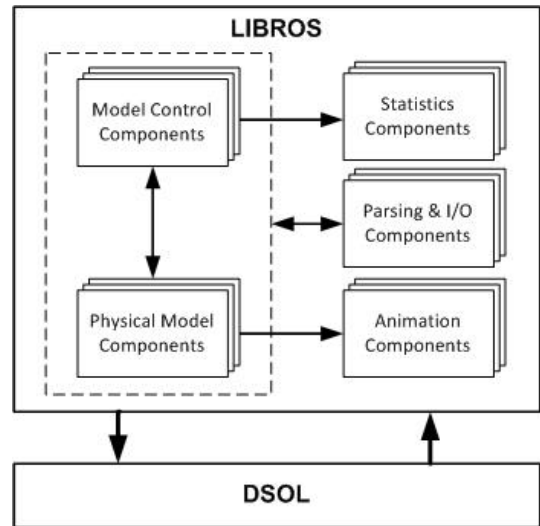 LIBROS
Model Control
Components
Statistics
Components
Parsing & I/O
Components
Physical Model
Components
Animation
Components
DSOL